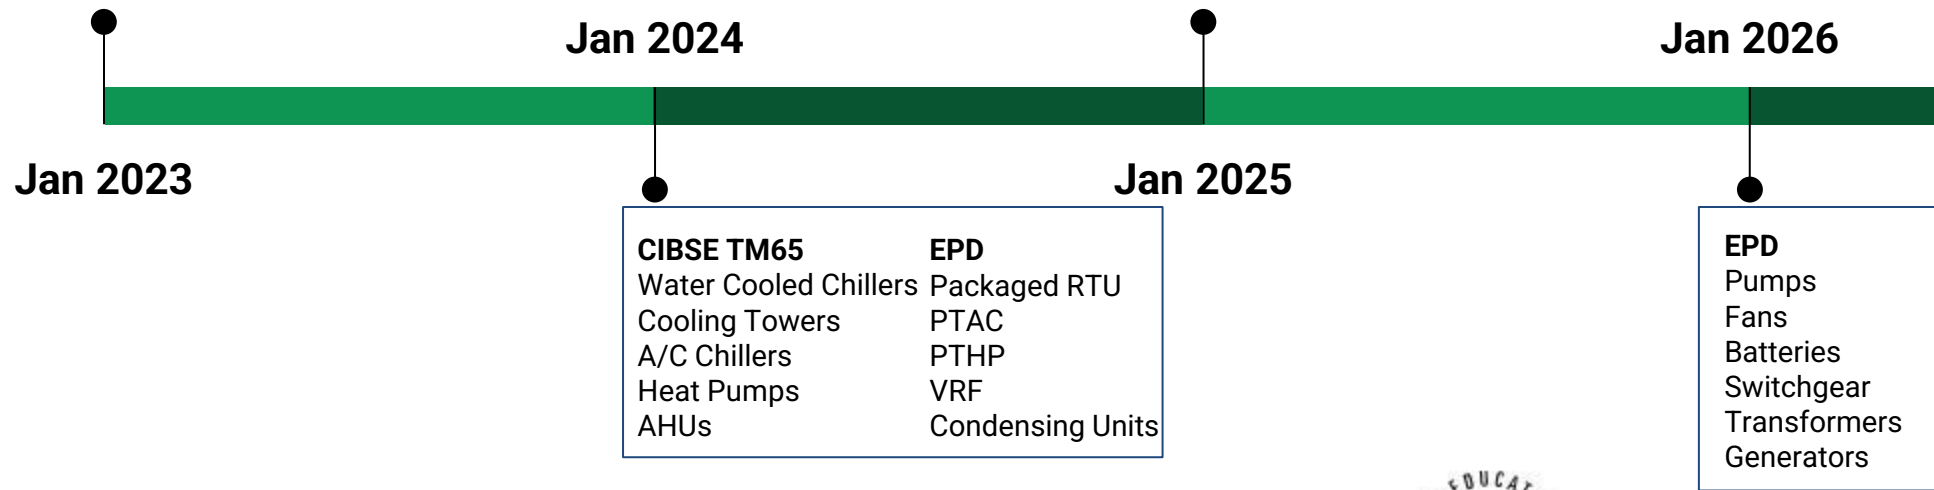 Jan 2024
Jan 2026
Jan 2023
Jan 2025
CIBSE TM65
Water Cooled Chillers
Cooling Towers
A/C Chillers
Heat Pumps
AHUs
EPD
Packaged RTU
PTAC
PTHP
VRF
Condensing Units
EPD
Pumps
Fans
Batteries
Switchgear
Transformers
Generators